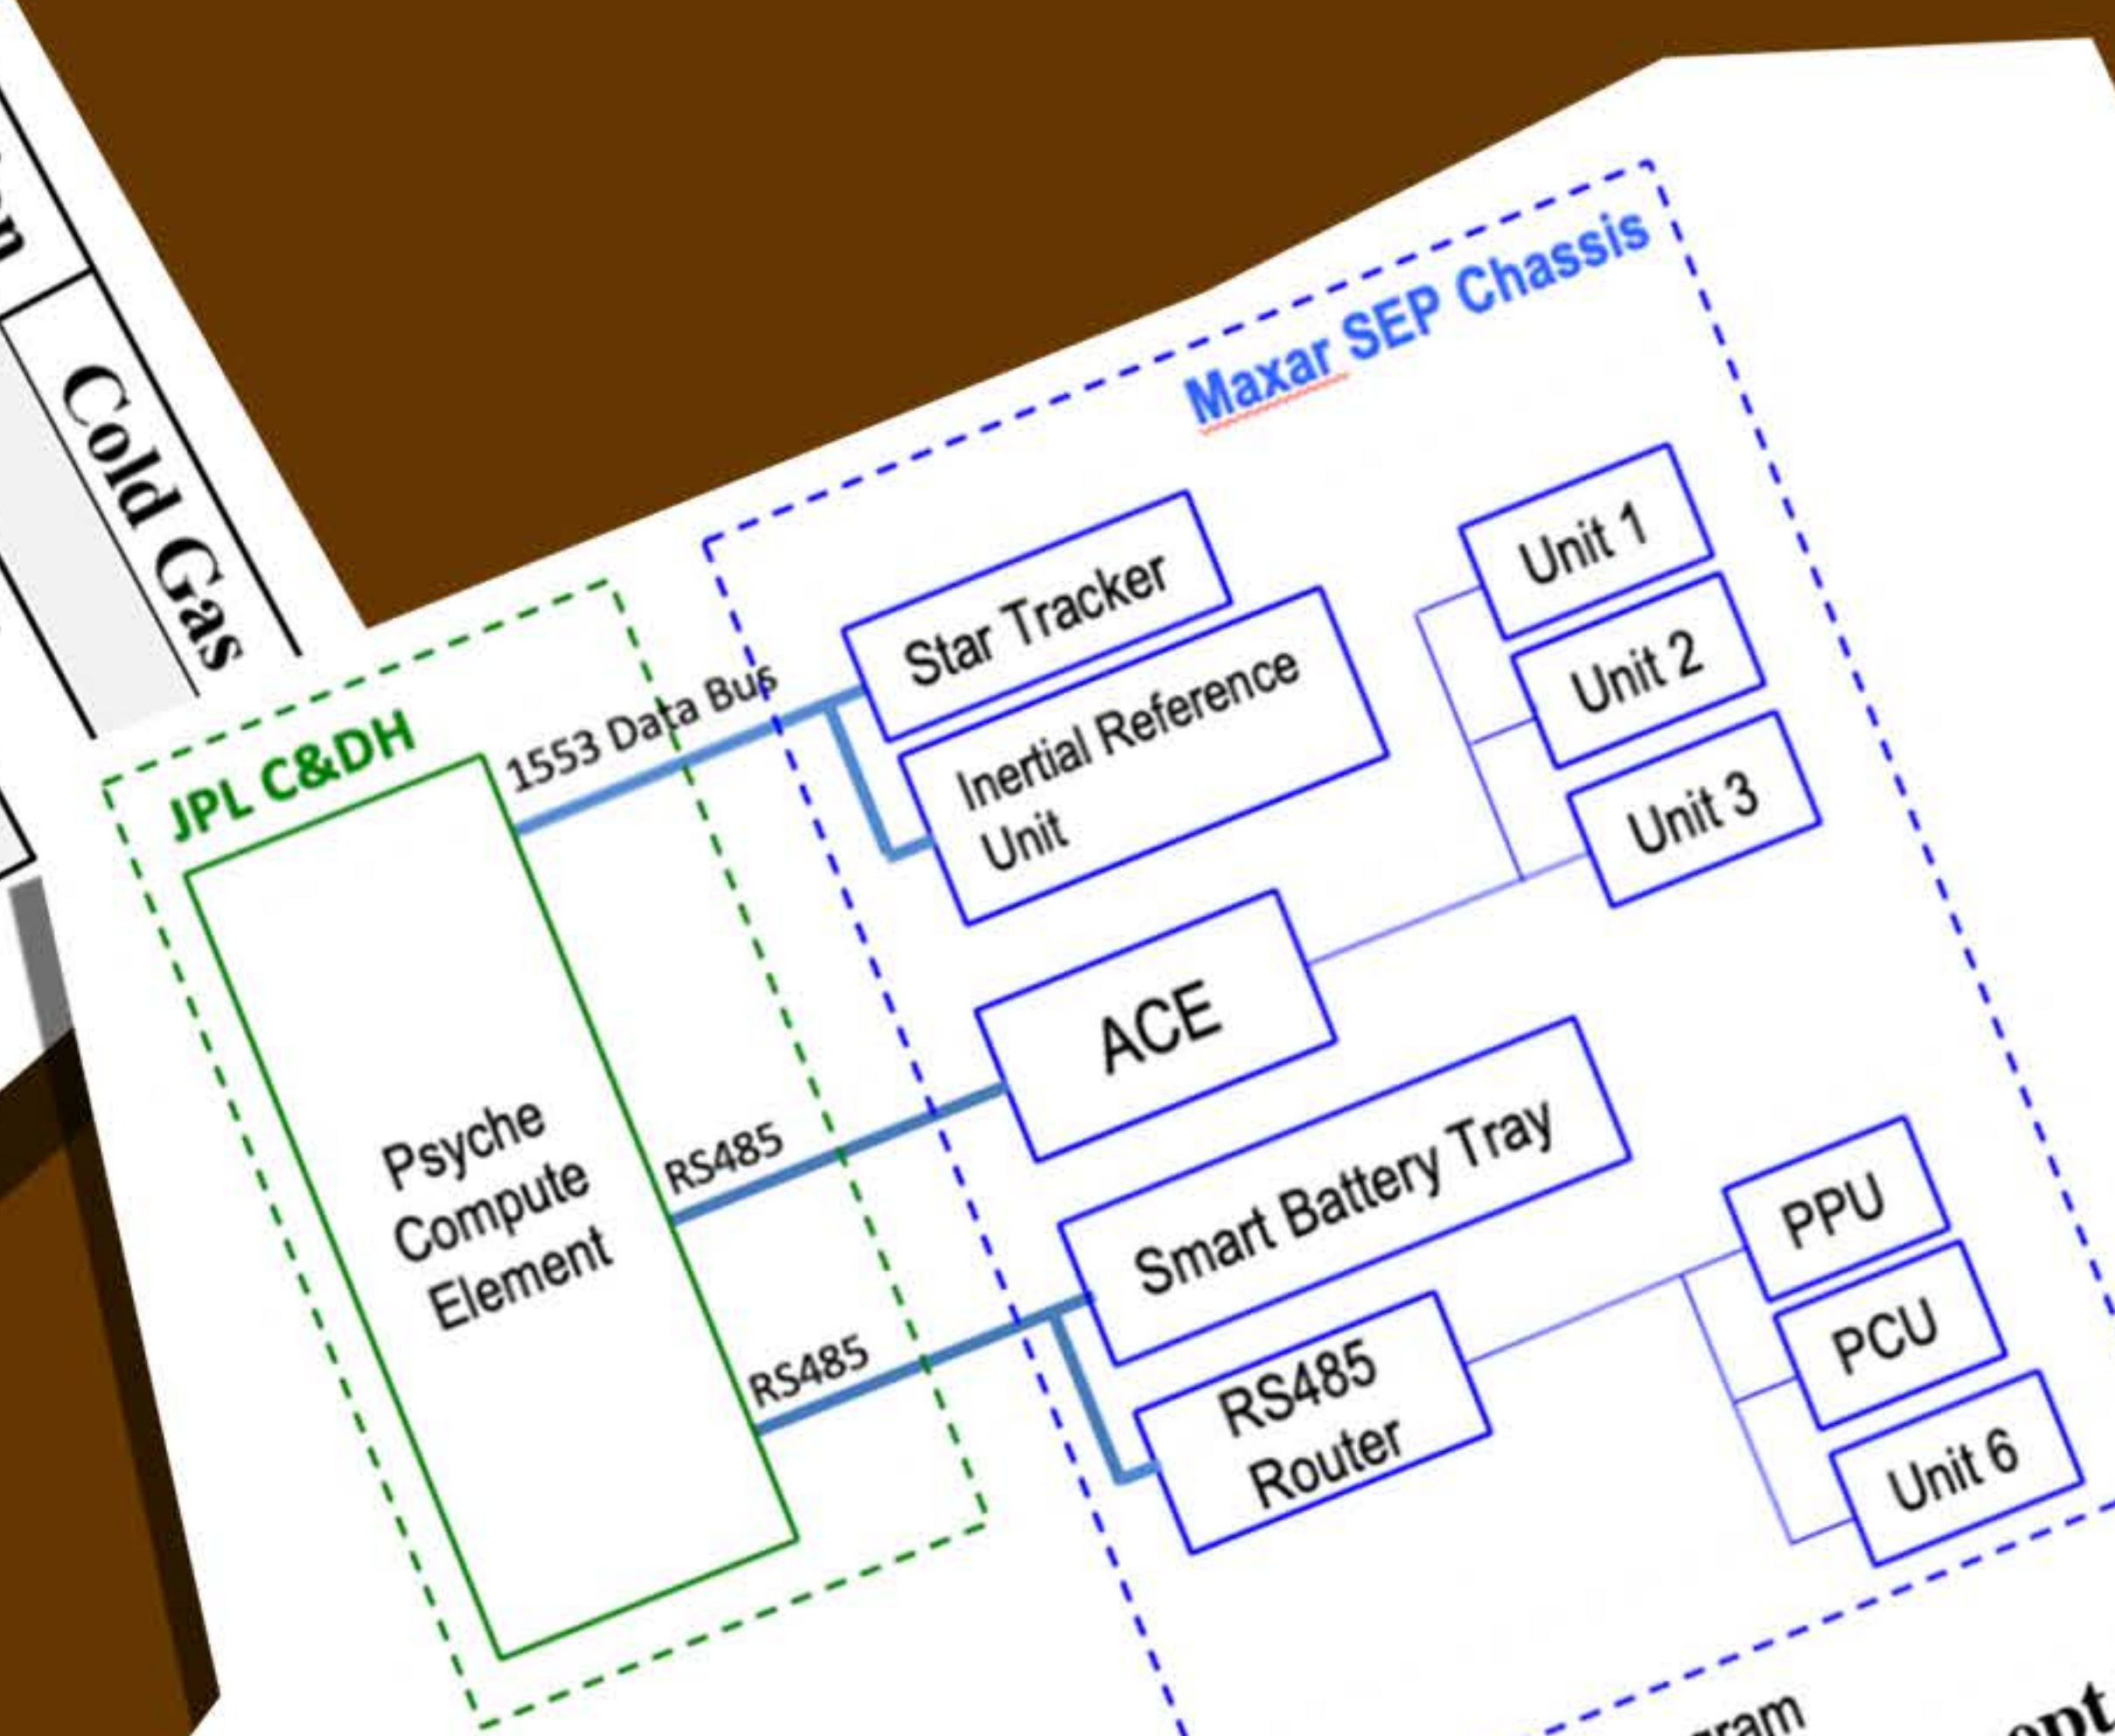 Cold Gas
Maxar SEP Chassis
JPL C&DH
1553 Data Bus
Star Tracker
Inertial Reference
Unit
Unit 1
Unit 2
Unit 3
ACE
Psyche
Compute
Element
RS485
Smart Battery Tray
RS485
RS485
Router
PPU
PCU
Unit 6